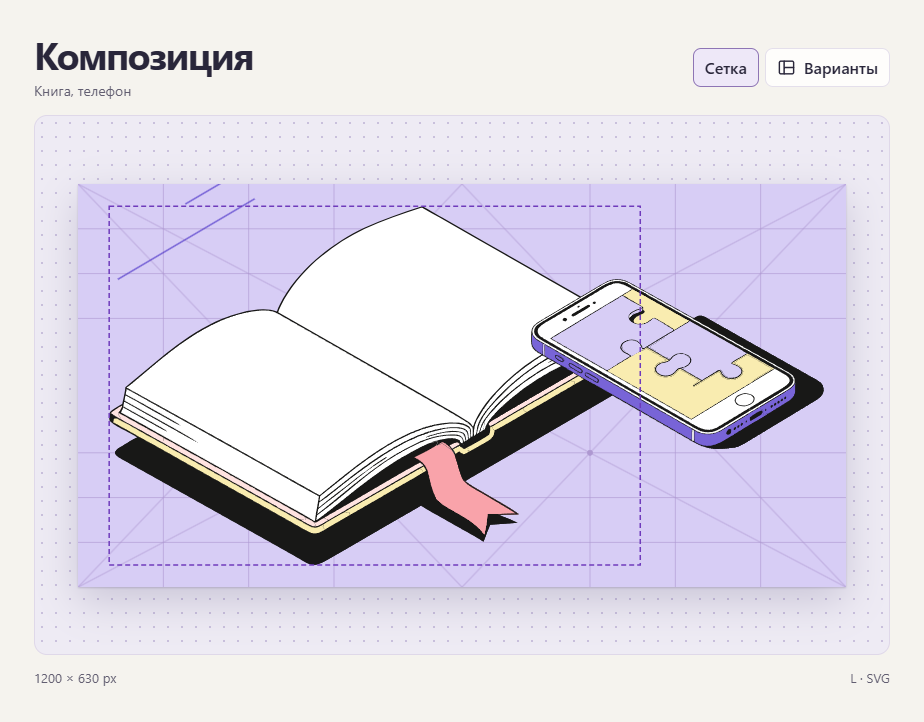 Композиция
Книга, телефон
Сетка
Варианты
1200 × 630 px
L · SVG